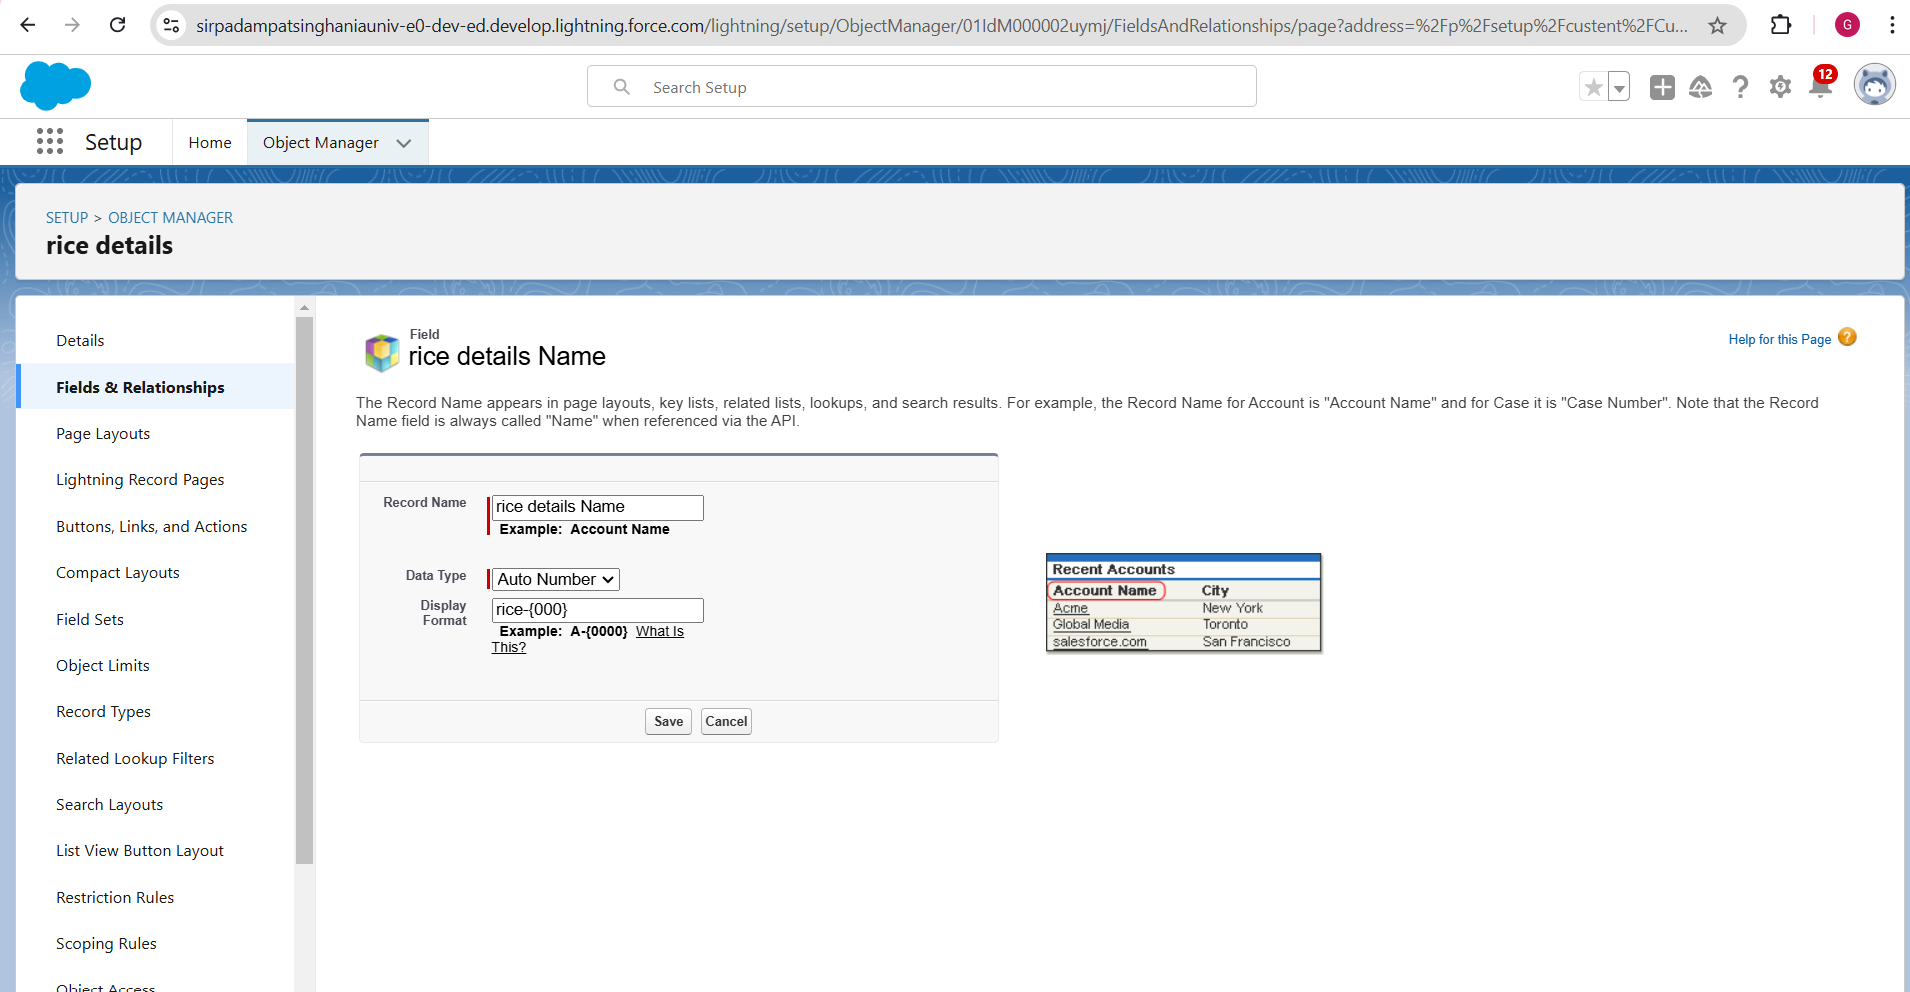 sirpadampatsinghaniauniv-e0-dev-ed.develop.lightning.force.com/lightning/setup/ObjectManager/01IdM000002uymj/FieldsAndRelationships/page?address=%2Fp%2Fsetup%2Fcustent%2FCu...
G
Search Setup
12
Setup
Home
Object Manager
SETUP > OBJECT MANAGER
rice details
Details
Fields & Relationships
Page Layouts
Lightning Record Pages
Buttons, Links, and Actions
Compact Layouts
Field Sets
Object Limits
Record Types
Related Lookup Filters
Search Layouts
List View Button Layout
Restriction Rules
Scoping Rules
Object Access
Field
rice details Name
Help for this Page ?
The Record Name appears in page layouts, key lists, related lists, lookups, and search results. For example, the Record Name for Account is "Account Name" and for Case it is "Case Number". Note that the Record
Name field is always called "Name" when referenced via the API.
Record Name rice details Name
Example: Account Name
Data Type Auto Number
Display Format rice-{000}
Example: A-{0000} What Is
This?
Save Cancel
Recent Accounts
Account Name City
Acme New York
Global Media Toronto
salesforce.com San Francisco